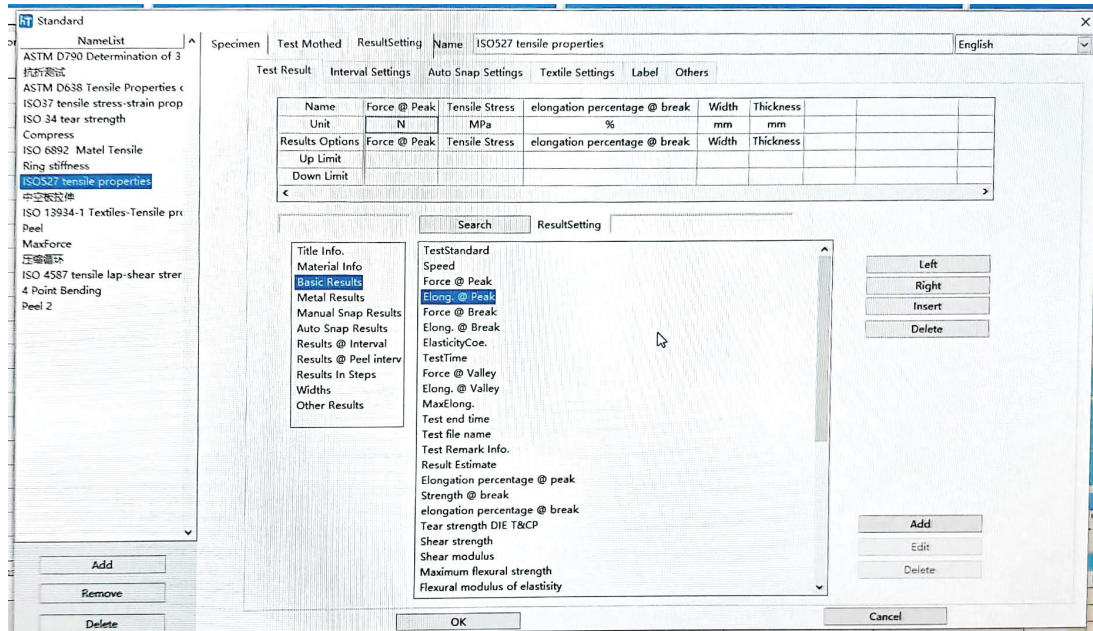 Standard
NameList
ASTM D790 Determination of 3
抗折测试
ASTM D638 Tensile Properties
ISO37 tensile stress-strain prop
ISO 34 tear strength
Compress
ISO 6892 Matel Tensile
Ring stiffness
ISO527 tensile properties
中空板拉伸
ISO 13934-1 Textiles-Tensile pr
Peel
MaxForce
压缩循环
ISO 4587 tensile lap-shear strer
4 Point Bending
Peel 2
Add
Remove
Delete
Specimen Test Mothed ResultSetting Name ISO527 tensile properties English
Test Result Interval Settings Auto Snap Settings Textile Settings Label Others
Name Force @ Peak Tensile Stress elongation percentage @ break Width Thickness
Unit N MPa % mm mm
Results Options Force @ Peak Tensile Stress elongation percentage @ break Width Thickness
Up Limit
Down Limit
Search ResultSetting
Title Info.
Material Info
Basic Results
Metal Results
Manual Snap Results
Auto Snap Results
Results @ Interval
Results @ Peel interv
Results In Steps
Widths
Other Results
TestStandard
Speed
Force @ Peak
Elong. @ Peak
Force @ Break
Elong. @ Break
ElasticityCoe.
TestTime
Force @ Valley
Elong. @ Valley
MaxElong.
Test end time
Test file name
Test Remark Info.
Result Estimate
Elongation percentage @ peak
Strength @ break
elongation percentage @ break
Tear strength DIE T&CP
Shear strength
Shear modulus
Maximum flexural strength
Flexural modulus of elastisity
Left
Right
Insert
Delete
Add
Edit
Delete
OK
Cancel